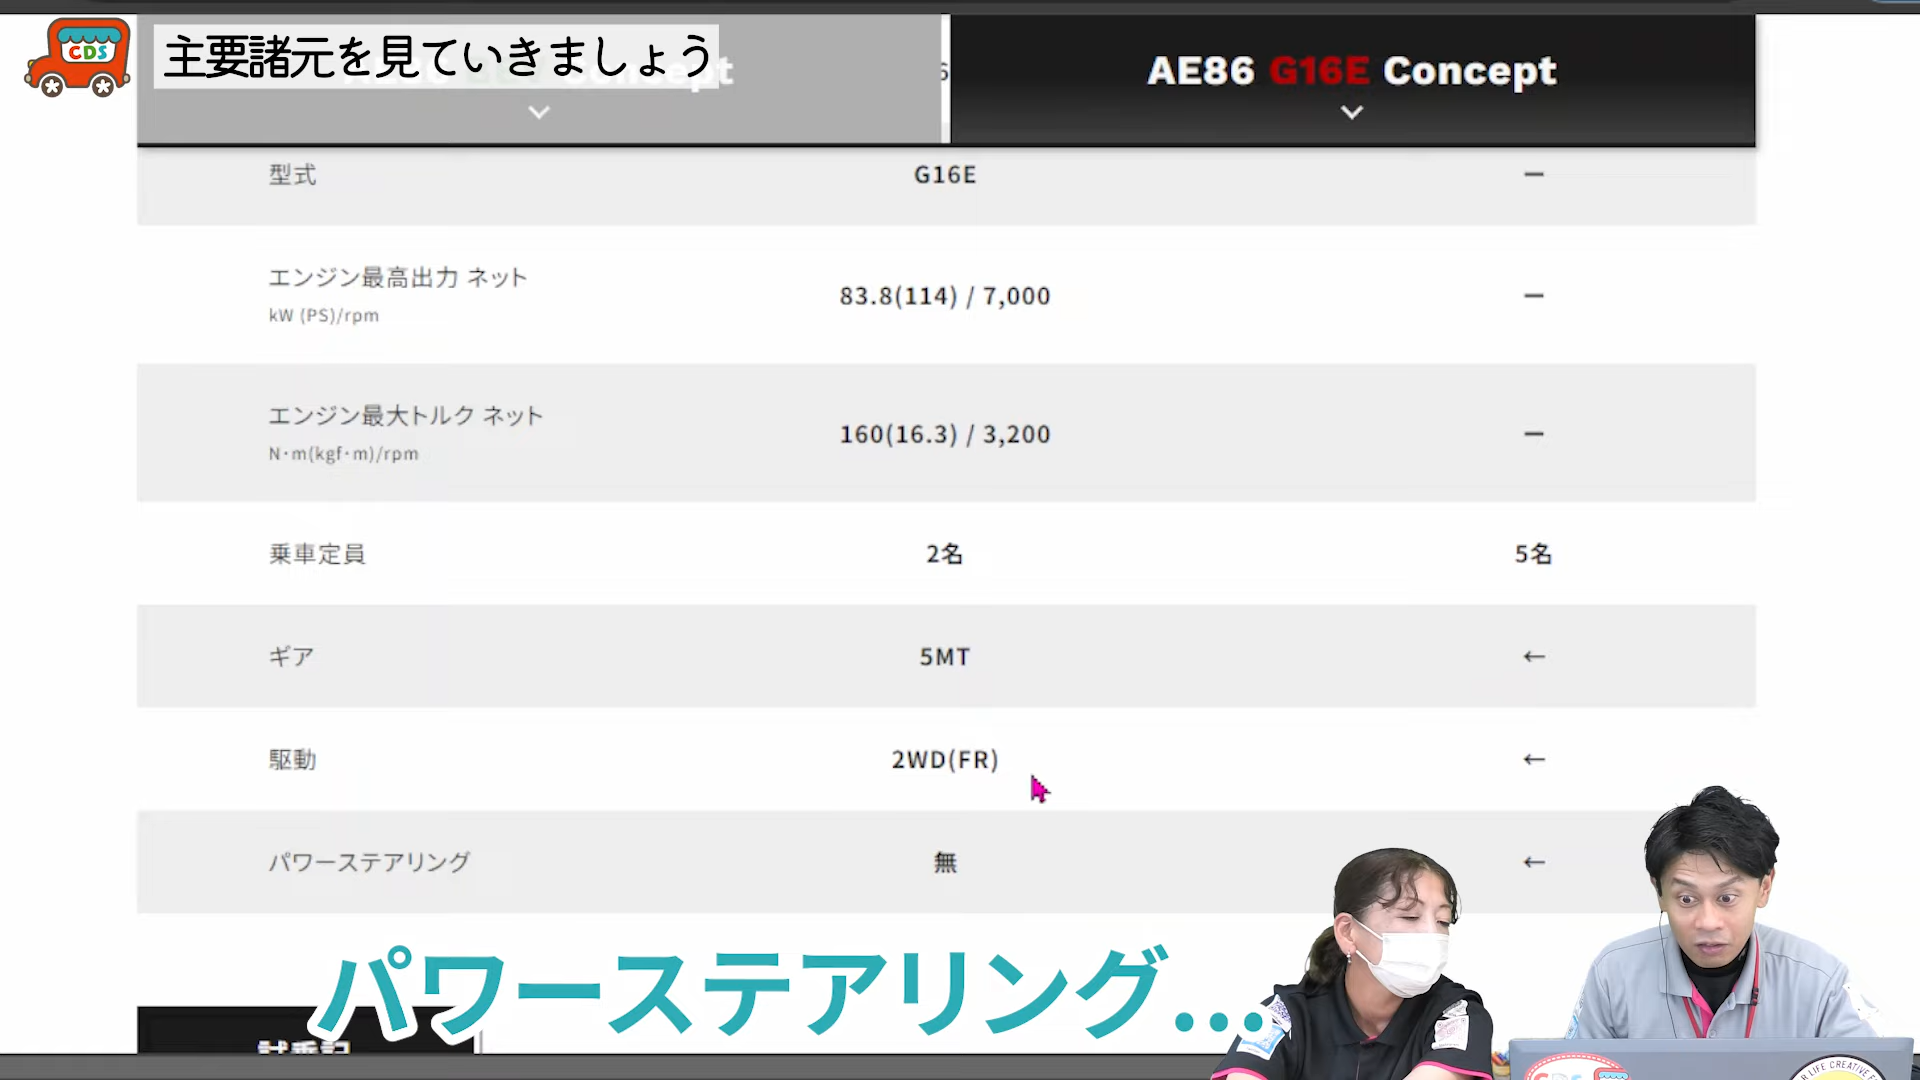 CDS
主要諸元を見ていきましょう
AE86 G16E Concept
型式 G16E ー
エンジン最高出力 ネット
kW (PS)/rpm
83.8(114) / 7,000 ー
エンジン最大トルク ネット
N・m(kgf・m)/rpm
160(16.3) / 3,200 ー
乗車定員 2名 5名
ギア 5MT ←
駆動 2WD(FR) ←
パワーステアリング 無 ←
パワーステアリング...
試乗記